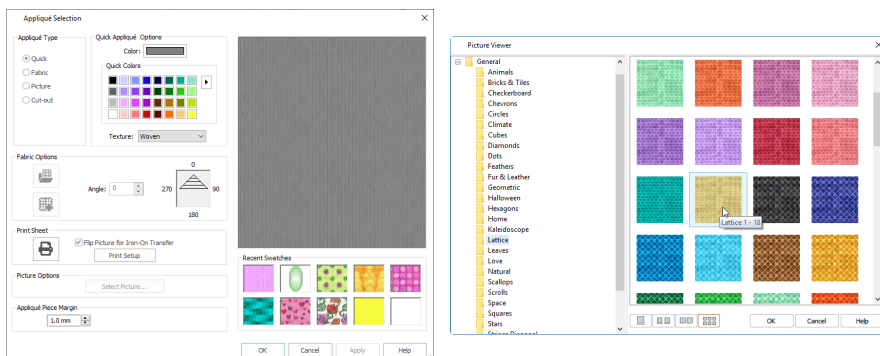 Appliqué Selection
Appliqué Type
Quick
Fabric
Picture
Cut-out
Quick Appliqué Options
Color:
Quick Colors
Texture: Woven
Fabric Options
Angle: 0
0
270
90
180
Print Sheet
Flip Picture for Iron-On Transfer
Print Setup
Picture Options
Select Picture...
Appliqué Piece Margin
1.0 mm
Recent Swatches
OK Cancel Apply Help
Picture Viewer
General
Animals
Bricks & Tiles
Checkerboard
Chevrons
Circles
Climate
Cubes
Diamonds
Dots
Feathers
Fur & Leather
Geometric
Halloween
Hexagons
Home
Kaleidoscope
Lattice
Leaves
Love
Natural
Scallops
Scrolls
Space
Squares
Stars
Lattice 1 - 18
OK Cancel Help